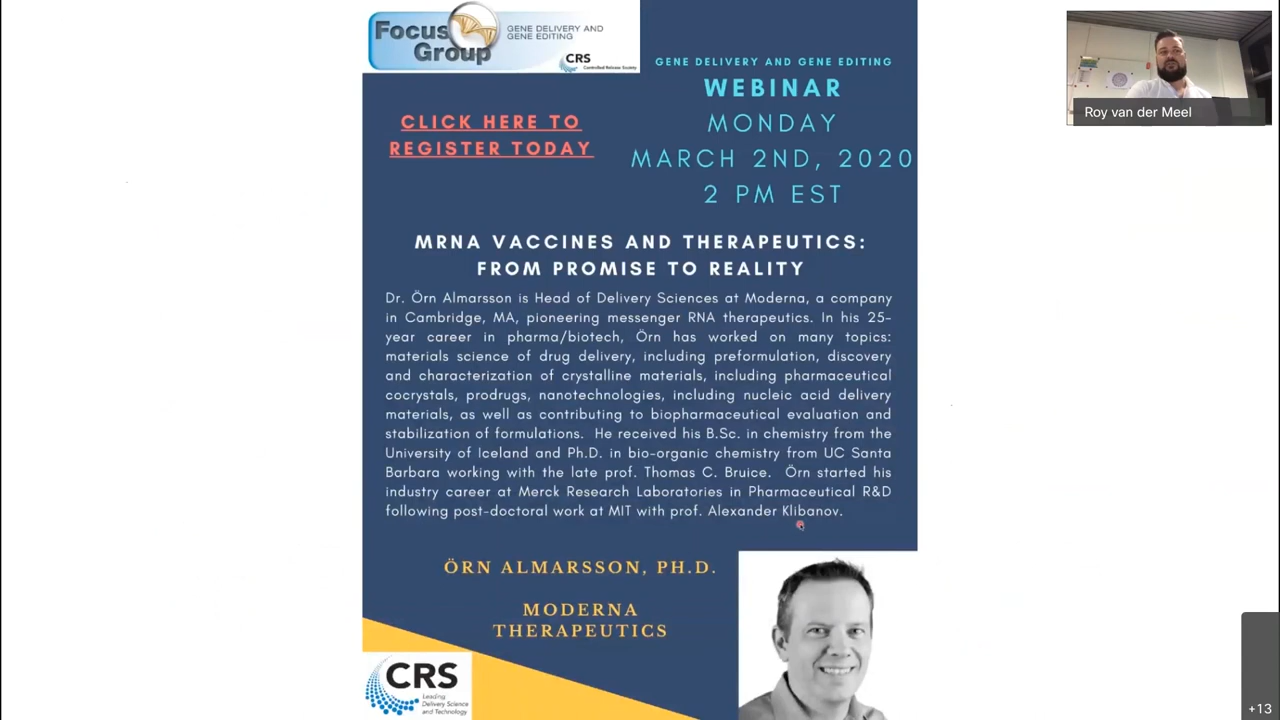 Focus
Group
GENE DELIVERY AND
GENE EDITING
CRS
Controlled Release Society
GENE DELIVERY AND GENE EDITING
WEBINAR
MONDAY
MARCH 2ND, 2020
2 PM EST
CLICK HERE TO
REGISTER TODAY
Roy van der Meel
MRNA VACCINES AND THERAPEUTICS:
FROM PROMISE TO REALITY
Dr. Örn Almarsson is Head of Delivery Sciences at Moderna, a company
in Cambridge, MA, pioneering messenger RNA therapeutics. In his 25-
year career in pharma/biotech, Örn has worked on many topics:
materials science of drug delivery, including preformulation, discovery
and characterization of crystalline materials, including pharmaceutical
cocrystals, prodrugs, nanotechnologies, including nucleic acid delivery
materials, as well as contributing to biopharmaceutical evaluation and
stabilization of formulations. He received his B.Sc. in chemistry from the
University of Iceland and Ph.D. in bio-organic chemistry from UC Santa
Barbara working with the late prof. Thomas C. Bruice. Örn started his
industry career at Merck Research Laboratories in Pharmaceutical R&D
following post-doctoral work at MIT with prof. Alexander Klibanov.
ÖRN ALMARSSON, PH.D.
MODERNA
THERAPEUTICS
CRS
Leading
Delivery Science
and Technology
+13